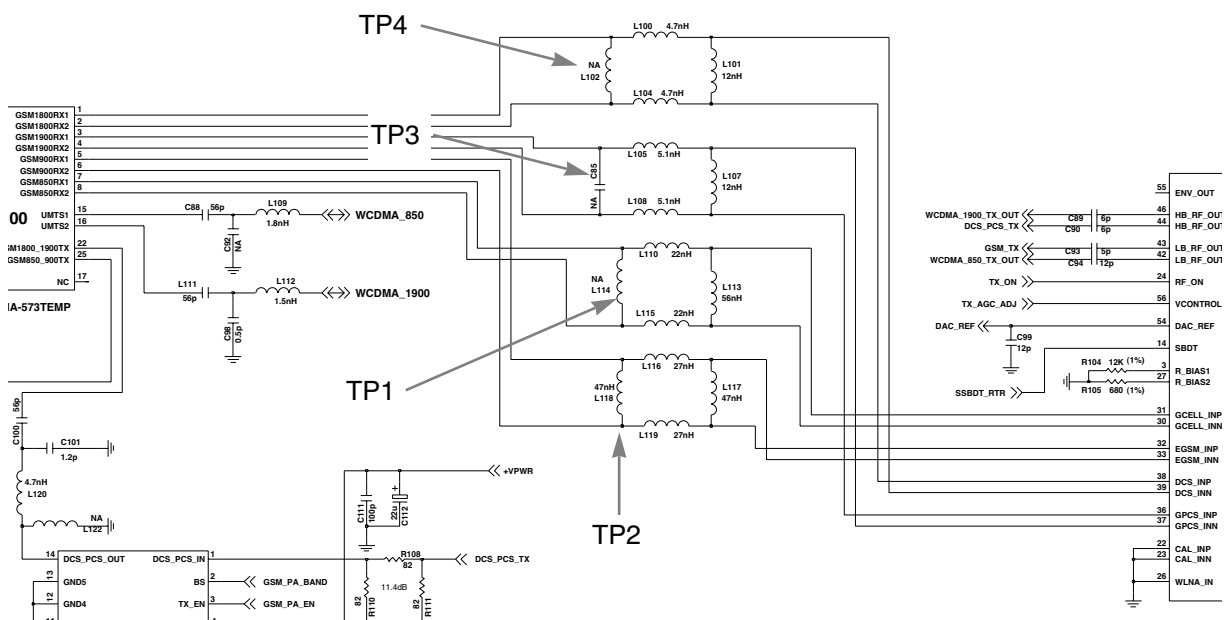 TP4
L100 4.7nH
NA
L102
L101
12nH
L104 4.7nH
GSM1800RX1 1
GSM1800RX2 2
GSM1900RX1 3
GSM1900RX2 4
GSM900RX1 5
GSM900RX2 6
GSM850RX1 7
GSM850RX2 8
TP3
C85
NA
L105 5.1nH
L107
12nH
L108 5.1nH
00
UMTS1 15
UMTS2 16
SM1800_1900TX 22
GSM850_900TX 25
NC 17
IA-573TEMP
C88 56p
L109
1.8nH
WCDMA_850
C92
NA
L111
56p
L112
1.5nH
WCDMA_1900
C98
0.5p
L110 22nH
NA
L114
L113
56nH
L115 22nH
TP1
L116 27nH
47nH
L118
L117
47nH
L119 27nH
TP2
55 ENV_OUT
WCDMA_1900_TX_OUT C89 6p 46 HB_RF_OUT
DCS_PCS_TX C90 6p 44 HB_RF_OUT
GSM_TX C93 5p 43 LB_RF_OUT
WCDMA_850_TX_OUT C94 12p 42 LB_RF_OUT
TX_ON 24 RF_ON
TX_AGC_ADJ 56 VCONTROL
DAC_REF 54 DAC_REF
C99
12p
14 SBDT
R104 12K (1%) 3 R_BIAS1
27 R_BIAS2
R105 680 (1%)
SSBDT_RTR
31 GCELL_INP
30 GCELL_INN
32 EGSM_INP
33 EGSM_INN
38 DCS_INP
39 DCS_INN
36 GPCS_INP
37 GPCS_INN
22 CAL_INP
23 CAL_INN
26 WLNA_IN
56p
C100
C101
1.2p
4.7nH
L120
NA
L122
+VPWR
C111
100p
+
22u
C112
14 DCS_PCS_OUT DCS_PCS_IN 1
13 GND5 BS 2 GSM_PA_BAND
12 GND4 TX_EN 3 GSM_PA_EN
R108
82
DCS_PCS_TX
11.4dB
82
R110
82
R111